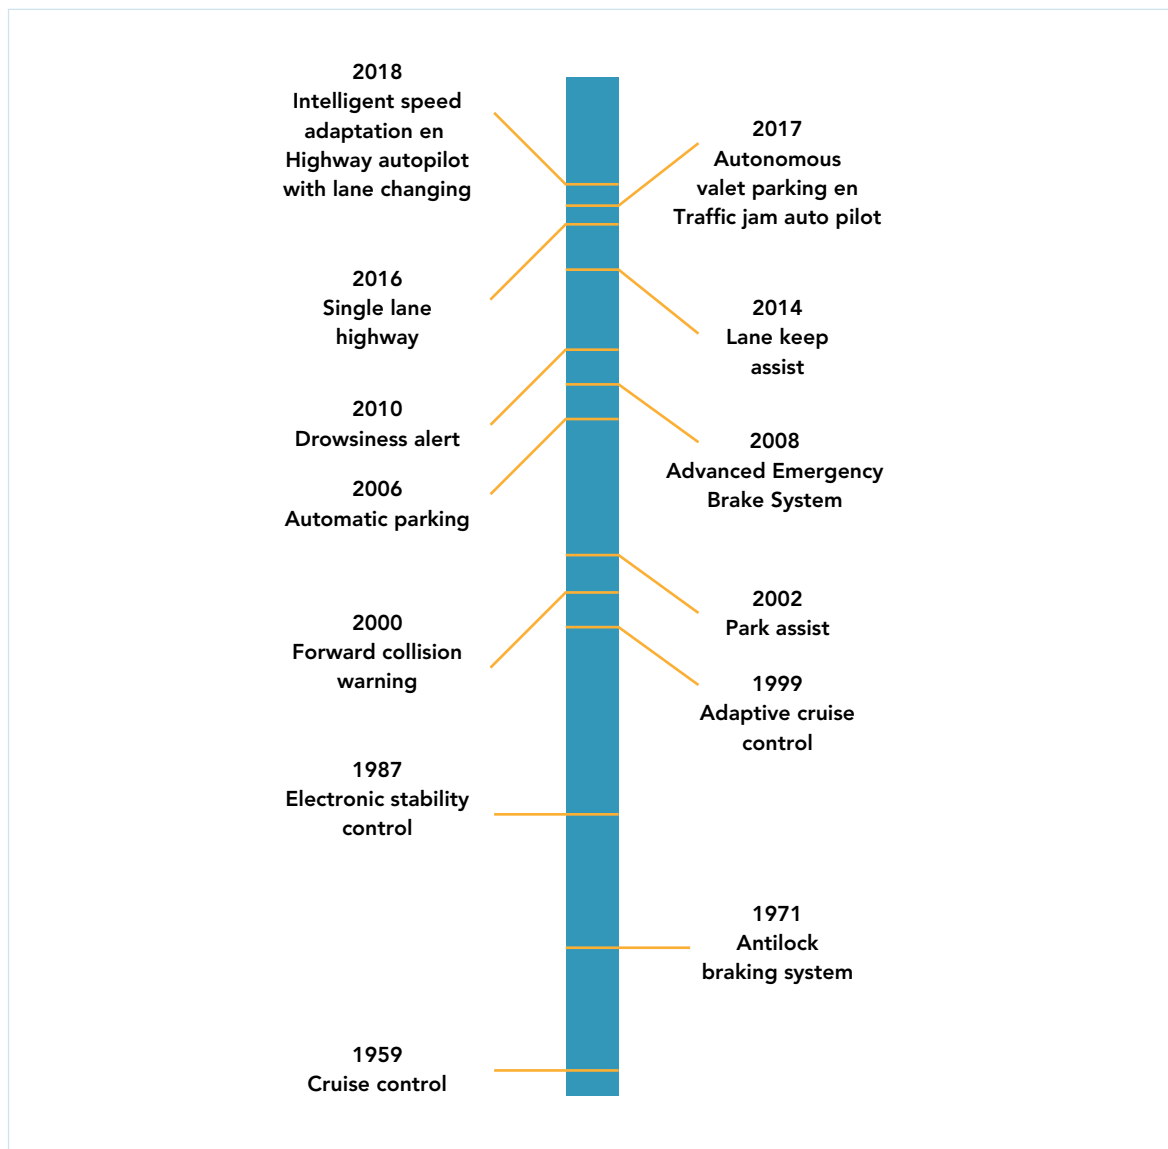 2018
Intelligent speed
adaptation en
Highway autopilot
with lane changing
2017
Autonomous
valet parking en
Traffic jam auto pilot
2016
Single lane
highway
2014
Lane keep
assist
2010
Drowsiness alert
2008
Advanced Emergency
Brake System
2006
Automatic parking
2002
Park assist
2000
Forward collision
warning
1999
Adaptive cruise
control
1987
Electronic stability
control
1971
Antilock
braking system
1959
Cruise control